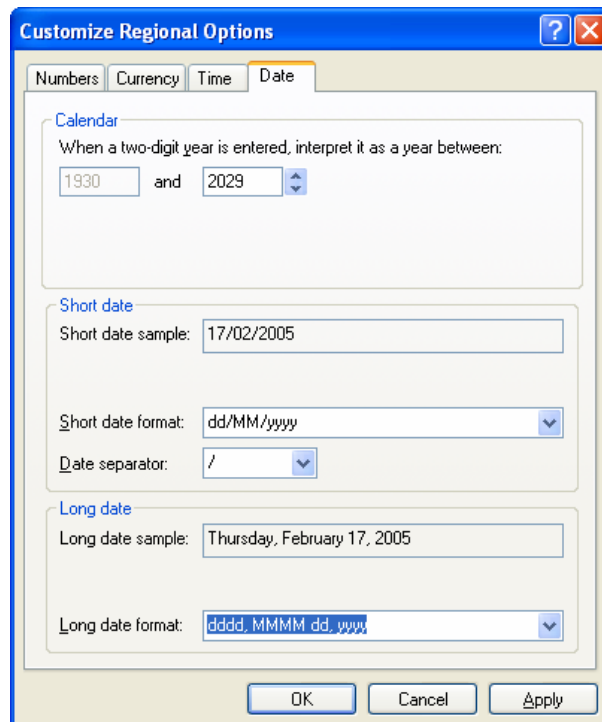 Customize Regional Options
Numbers Currency Time Date
Calendar
When a two-digit year is entered, interpret it as a year between:
1930 and 2029
Short date
Short date sample: 17/02/2005
Short date format: dd/MM/yyyy
Date separator: /
Long date
Long date sample: Thursday, February 17, 2005
Long date format: dddd, MMMM dd, yyyy
OK Cancel Apply